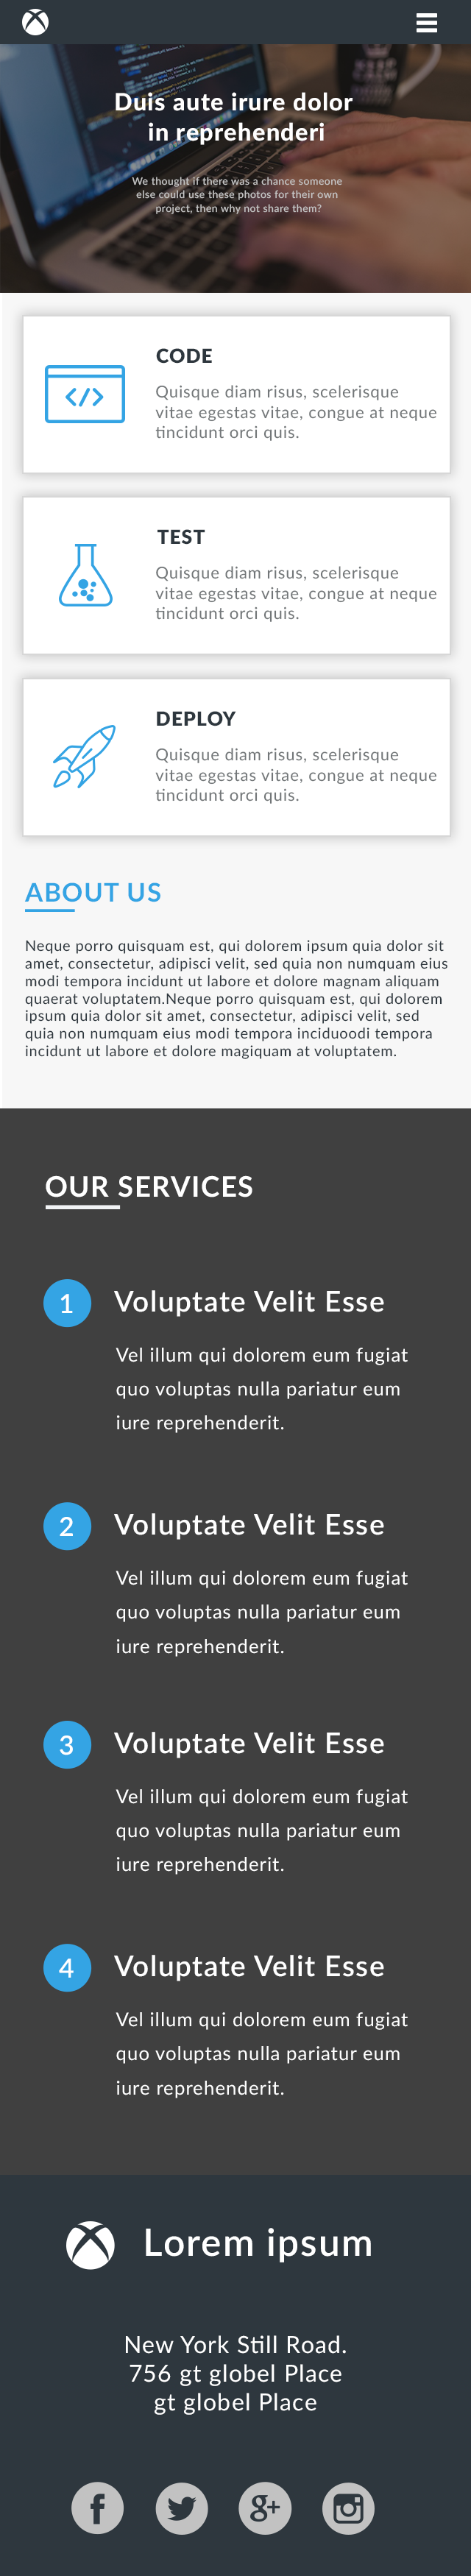 Duis aute irure dolor
in reprehenderi
We thought if there was a chance someone
else could use these photos for their own
project, then why not share them?
CODE
Quisque diam risus, scelerisque
vitae egestas vitae, congue at neque
tincidunt orci quis.
TEST
Quisque diam risus, scelerisque
vitae egestas vitae, congue at neque
tincidunt orci quis.
DEPLOY
Quisque diam risus, scelerisque
vitae egestas vitae, congue at neque
tincidunt orci quis.
ABOUT US
Neque porro quisquam est, qui dolorem ipsum quia dolor sit
amet, consectetur, adipisci velit, sed quia non numquam eius
modi tempora incidunt ut labore et dolore magnam aliquam
quaerat voluptatem.Neque porro quisquam est, qui dolorem
ipsum quia dolor sit amet, consectetur, adipisci velit, sed
quia non numquam eius modi tempora inciduoodi tempora
incidunt ut labore et dolore magiquam at voluptatem.
OUR SERVICES
1 Voluptate Velit Esse
Vel illum qui dolorem eum fugiat
quo voluptas nulla pariatur eum
iure reprehenderit.
2 Voluptate Velit Esse
Vel illum qui dolorem eum fugiat
quo voluptas nulla pariatur eum
iure reprehenderit.
3 Voluptate Velit Esse
Vel illum qui dolorem eum fugiat
quo voluptas nulla pariatur eum
iure reprehenderit.
4 Voluptate Velit Esse
Vel illum qui dolorem eum fugiat
quo voluptas nulla pariatur eum
iure reprehenderit.
Lorem ipsum
New York Still Road.
756 gt globel Place
gt globel Place